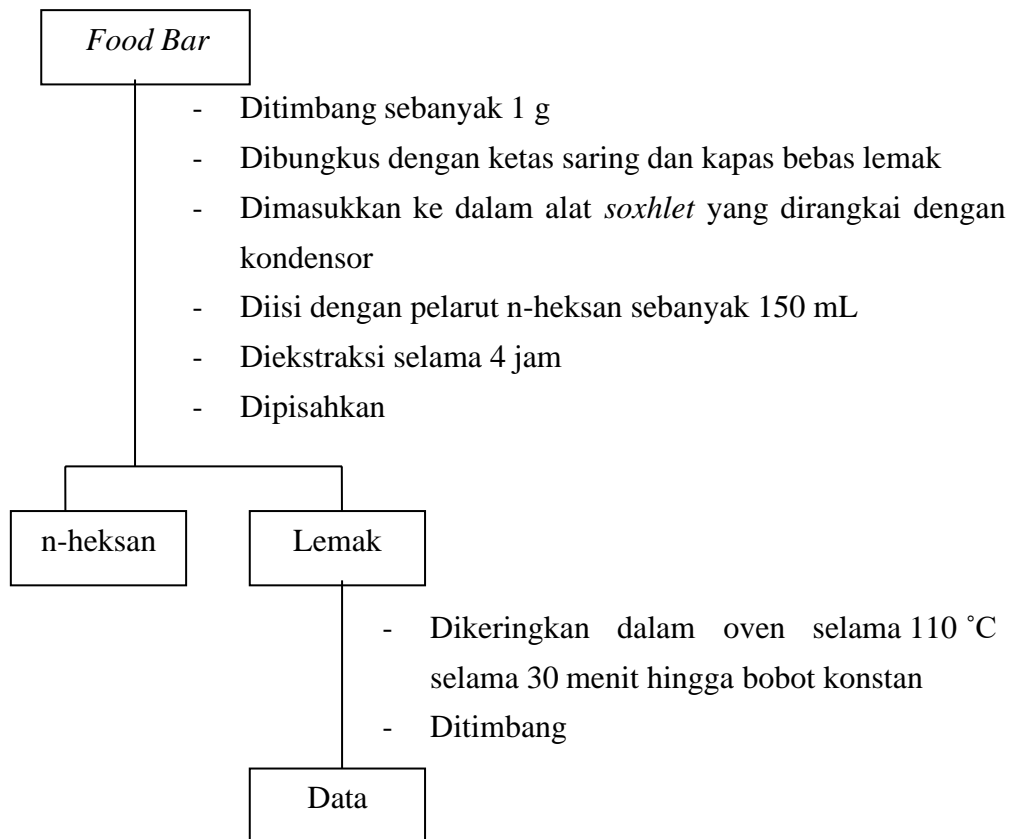 Food Bar
- Ditimbang sebanyak 1 g
- Dibungkus dengan ketas saring dan kapas bebas lemak
- Dimasukkan ke dalam alat soxhlet yang dirangkai dengan
kondensor
- Diisi dengan pelarut n-heksan sebanyak 150 mL
- Diekstraksi selama 4 jam
- Dipisahkan
n-heksan Lemak
- Dikeringkan dalam oven selama 110 ˚C
selama 30 menit hingga bobot konstan
- Ditimbang
Data